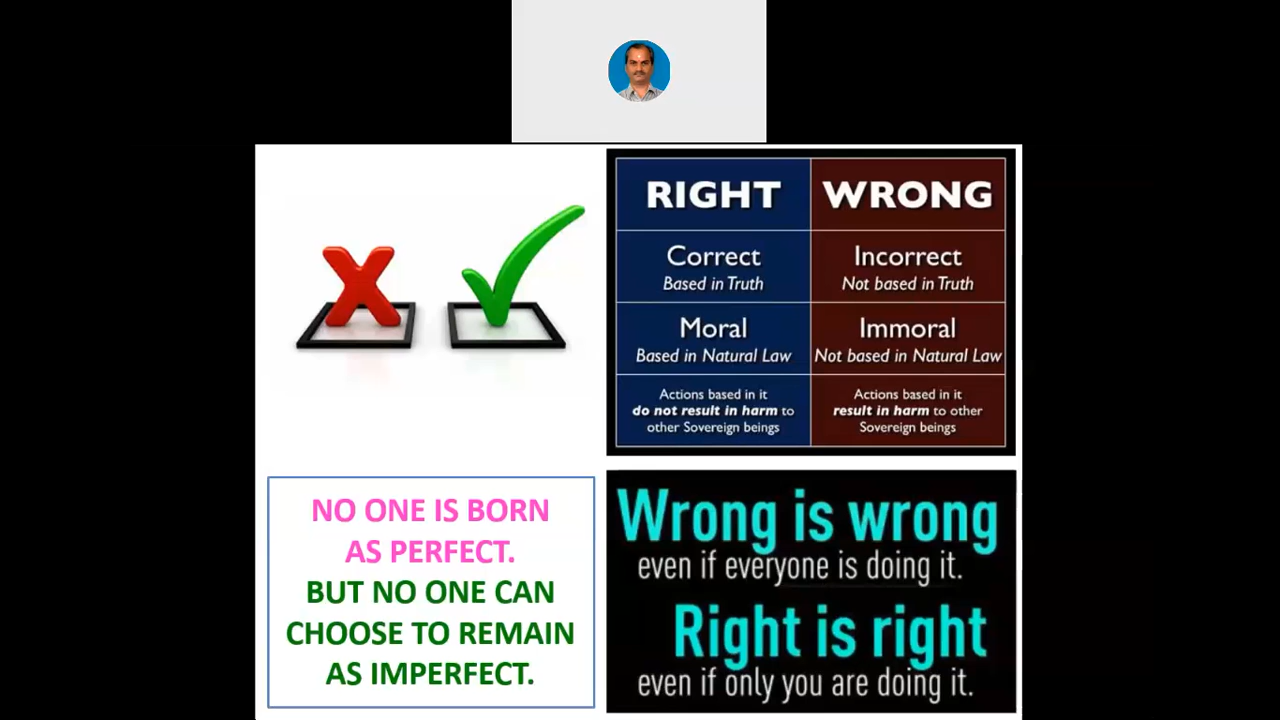 RIGHT WRONG
Correct Incorrect
Based in Truth Not based in Truth
Moral Immoral
Based in Natural Law Not based in Natural Law
Actions based in it
do not result in harm to
other Sovereign beings
Actions based in it
result in harm to other
Sovereign beings
NO ONE IS BORN
AS PERFECT.
BUT NO ONE CAN
CHOOSE TO REMAIN
AS IMPERFECT.
Wrong is wrong
even if everyone is doing it.
Right is right
even if only you are doing it.